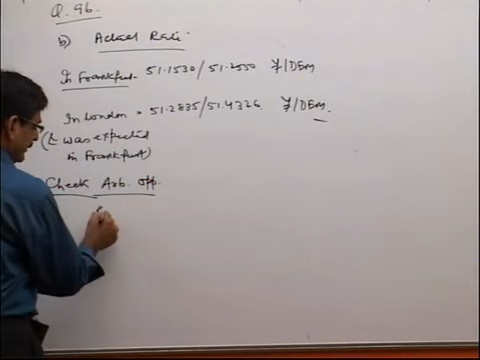 Q. 96.
b) Actual Rate.
In Frankfurt - 51.1530/51.2550 ₹/DEM
In London = 51.2835/51.4326 ₹/DEM.
(& was expected
in Frankfurt)
Check Arb. opp.